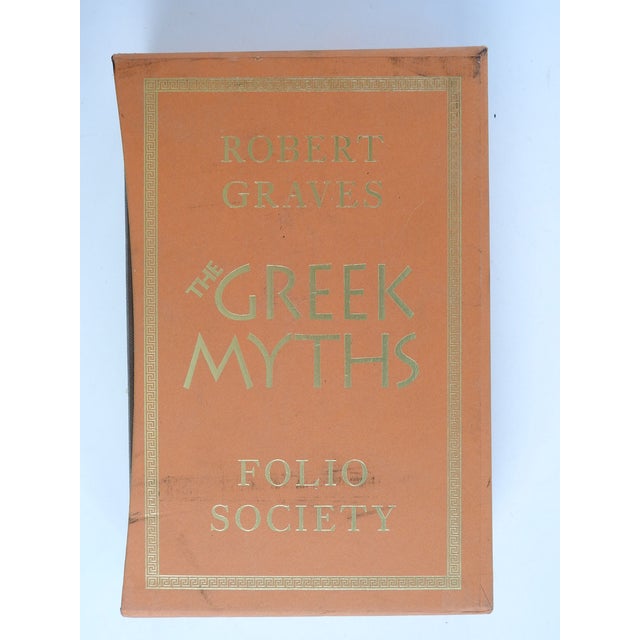 ROBERT
GRAVES
THE GREEK
MYTHS
FOLIO
SOCIETY